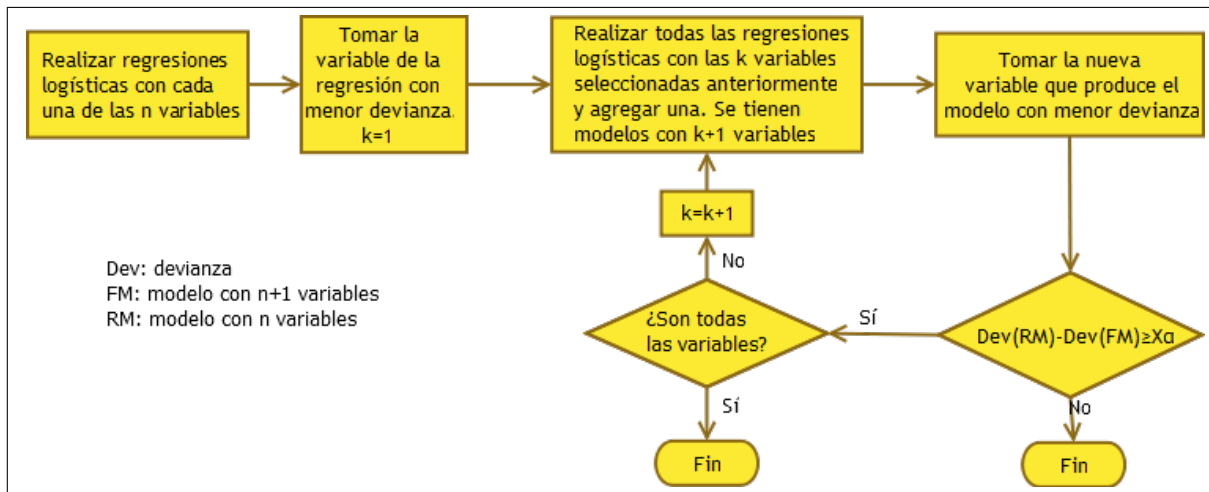 Realizar regresiones
logísticas con cada
una de las n variables
Tomar la
variable de la
regresión con
menor devianza.
k=1
Realizar todas las regresiones
logísticas con las k variables
seleccionadas anteriormente
y agregar una. Se tienen
modelos con k+1 variables
Tomar la nueva
variable que produce el
modelo con menor devianza
k=k+1
No
Dev: devianza
FM: modelo con n+1 variables
RM: modelo con n variables
¿Son todas
las variables?
Sí
Dev(RM)-Dev(FM)≥Xα
Sí
No
Fin
Fin